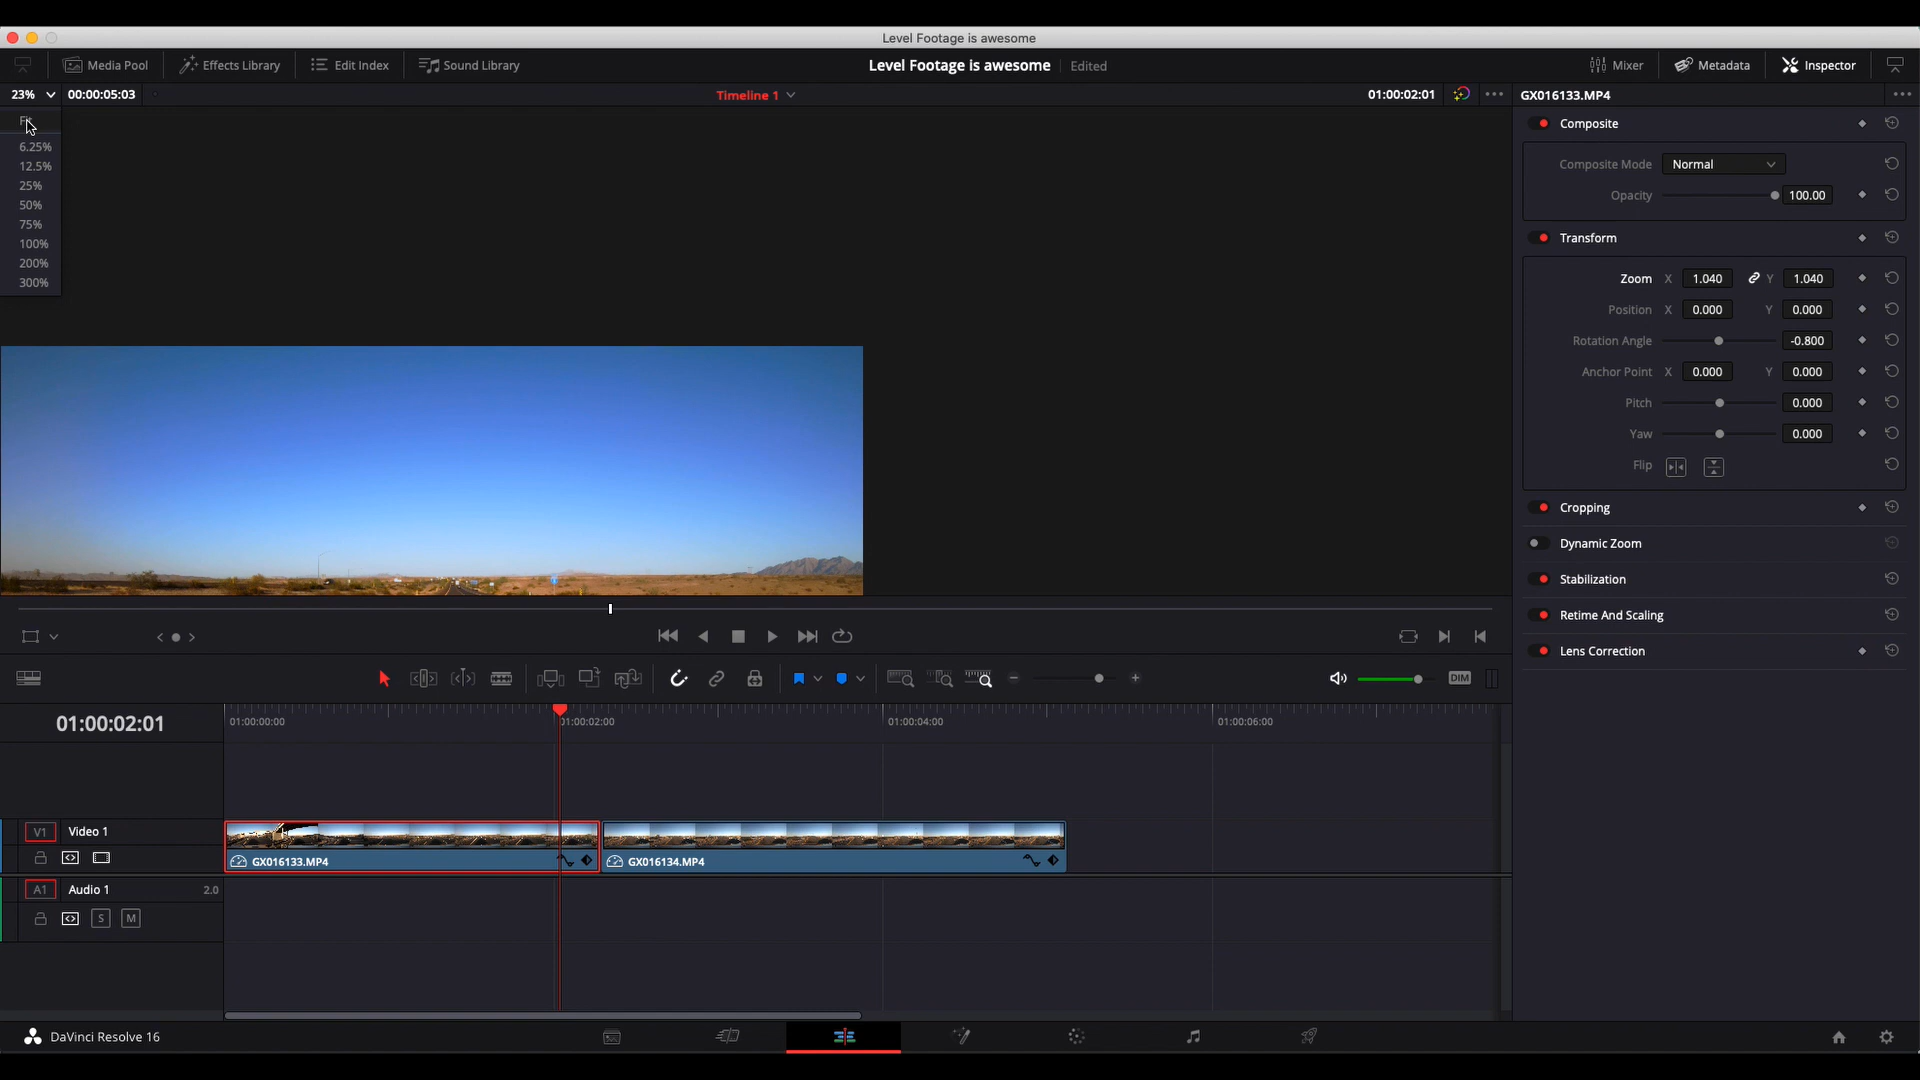 Level Footage is awesome
Media Pool
Effects Library
Edit Index
Sound Library
Level Footage is awesome
Edited
Mixer
Metadata
Inspector
23%
00:00:05:03
Timeline 1
01:00:02:01
GX016133.MP4
6.25%
12.5%
25%
50%
75%
100%
200%
300%
Composite
Composite Mode Normal
Opacity 100.00
Transform
Zoom X 1.040 Y 1.040
Position X 0.000 Y 0.000
Rotation Angle -0.800
Anchor Point X 0.000 Y 0.000
Pitch 0.000
Yaw 0.000
Flip
Cropping
Dynamic Zoom
Stabilization
Retime And Scaling
Lens Correction
DIM
01:00:02:01
01:00:00:00
01:00:02:00
01:00:04:00
01:00:06:00
V1 Video 1
GX016133.MP4
GX016134.MP4
A1 Audio 1 2.0
S M
DaVinci Resolve 16